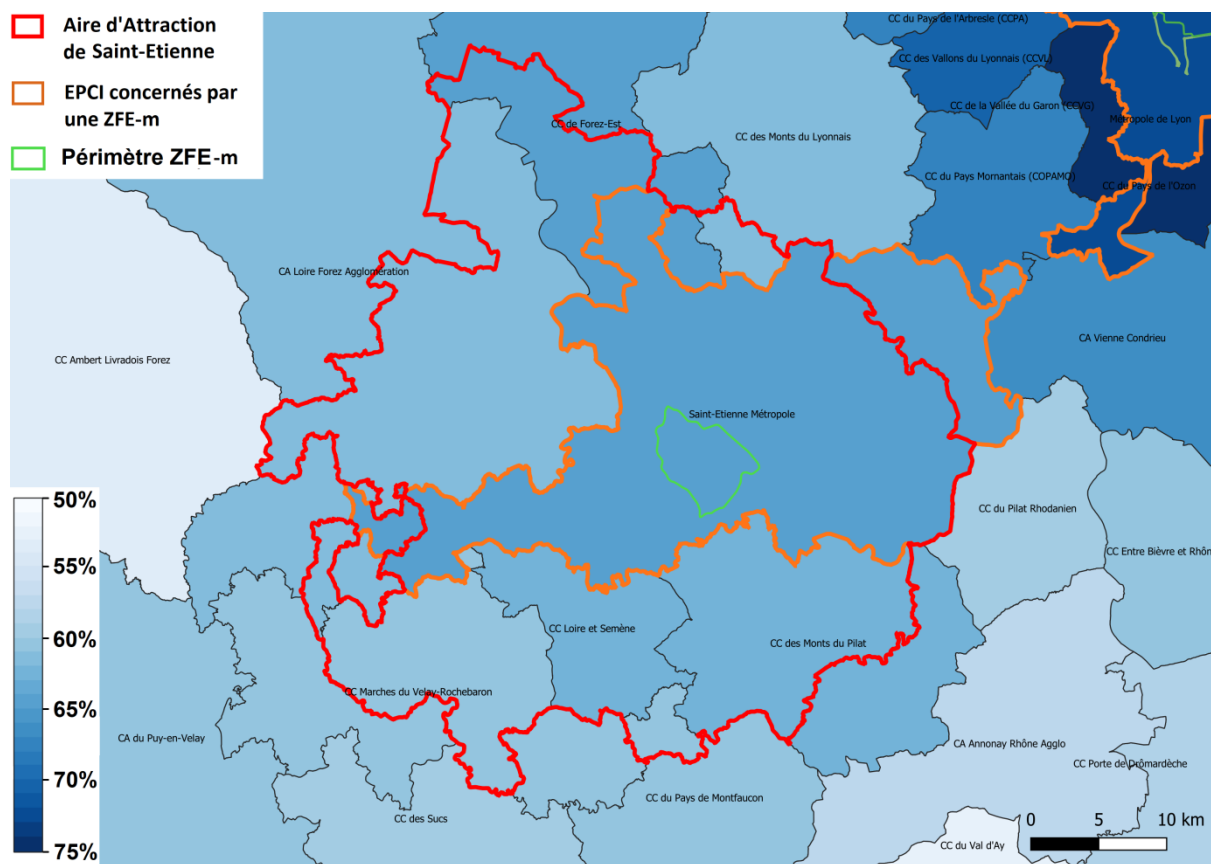 Aire d'Attraction
de Saint-Etienne
EPCI concernés par
une ZFE-m
Périmètre ZFE-m
CC du Pays de l'Arbresle (CCPA)
CC des Vallons du Lyonnais (CCVL)
CC de la Vallée du Garon (CCVG)
Métropole de Lyon
CC de Forez-Est
CC des Monts du Lyonnais
CC du Pays Mornantais (COPAMO)
CC du Pays de l'Ozon
CA Loire Forez Agglomération
CA Vienne Condrieu
CC Ambert Livradois Forez
Saint-Etienne Métropole
CC du Pilat Rhodanien
CC Entre Bièvre et Rhôn
CC Loire et Semène
CC des Monts du Pilat
CC Marches du Velay-Rochebaron
CA du Puy-en-Velay
CA Annonay Rhône Agglo
CC Porte de Drômardèche
CC du Pays de Montfaucon
CC des Sucs
CC du Val d'Ay
50%
55%
60%
65%
70%
75%
0 5 10 km